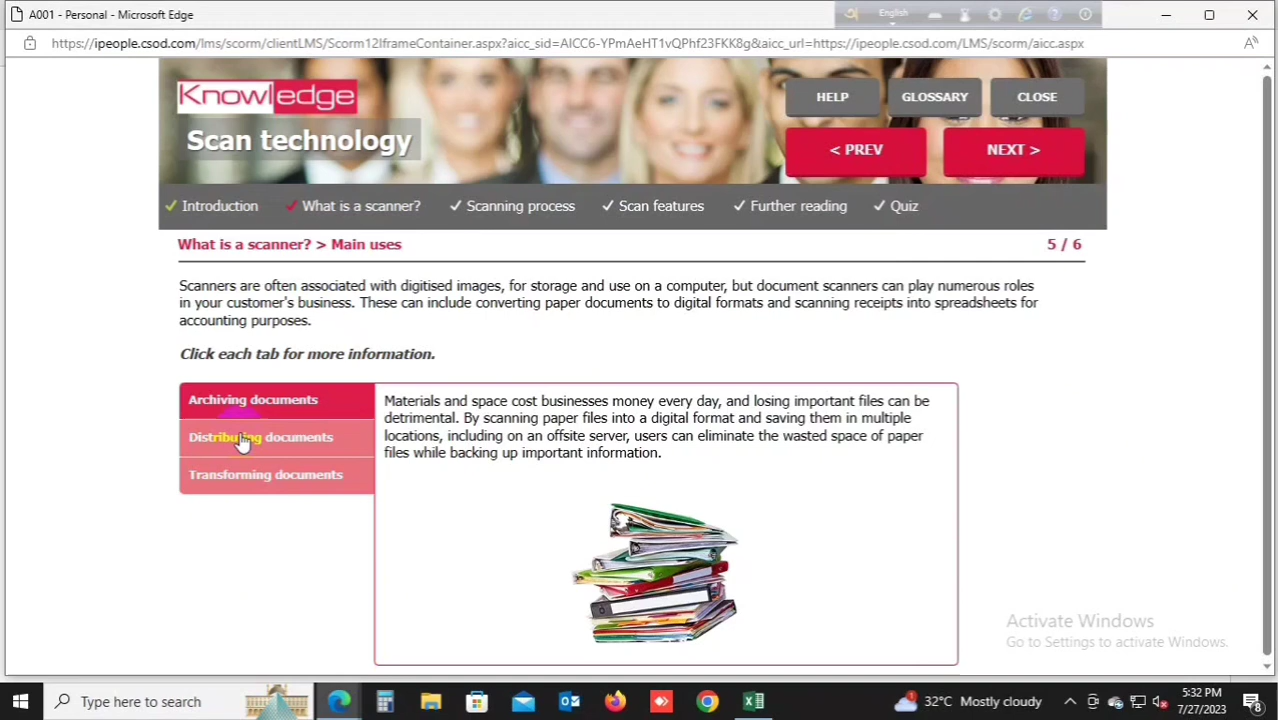 A001 - Personal - Microsoft Edge
English
https://ipeople.csod.com/lms/scorm/clientLMS/Scorm12IframeContainer.aspx?aicc_sid=AICC6-YPmAeHT1vQPhf23FKK8g&aicc_url=https://ipeople.csod.com/LMS/scorm/aicc.aspx
Knowledge
HELP
GLOSSARY
CLOSE
Scan technology
< PREV
NEXT >
Introduction
What is a scanner?
Scanning process
Scan features
Further reading
Quiz
What is a scanner? > Main uses
5 / 6
Scanners are often associated with digitised images, for storage and use on a computer, but document scanners can play numerous roles
in your customer's business. These can include converting paper documents to digital formats and scanning receipts into spreadsheets for
accounting purposes.
Click each tab for more information.
Archiving documents
Distributing documents
Transforming documents
Materials and space cost businesses money every day, and losing important files can be
detrimental. By scanning paper files into a digital format and saving them in multiple
locations, including on an offsite server, users can eliminate the wasted space of paper
files while backing up important information.
Activate Windows
Go to Settings to activate Windows.
Type here to search
32°C Mostly cloudy
5:32 PM
7/27/2023
8